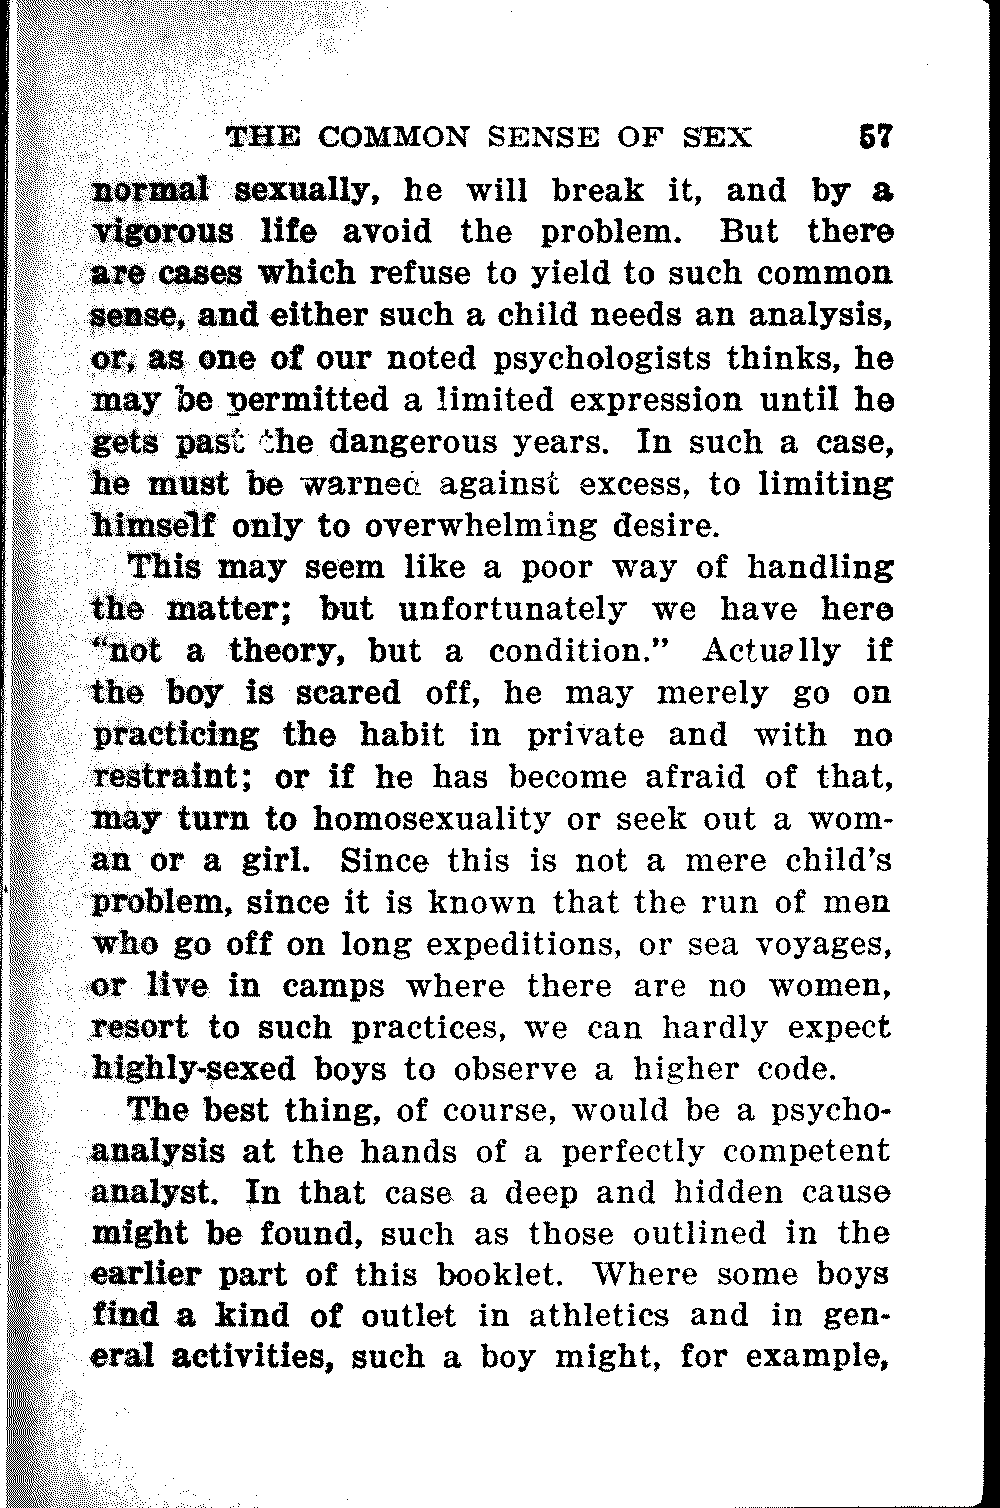 THE COMMON SENSE OF SEX 57
normal sexually, he will break it, and by a
vigorous life avoid the problem. But there
are cases which refuse to yield to such common
sense, and either such a child needs an analysis,
or, as one of our noted psychologists thinks, he
may be permitted a limited expression until he
gets past the dangerous years. In such a case,
he must be warned against excess, to limiting
himself only to overwhelming desire.
This may seem like a poor way of handling
the matter; but unfortunately we have here
“not a theory, but a condition.” Actually if
the boy is scared off, he may merely go on
practicing the habit in private and with no
restraint; or if he has become afraid of that,
may turn to homosexuality or seek out a wom-
an or a girl. Since this is not a mere child’s
problem, since it is known that the run of men
who go off on long expeditions, or sea voyages,
or live in camps where there are no women,
resort to such practices, we can hardly expect
highly-sexed boys to observe a higher code.
The best thing, of course, would be a psycho-
analysis at the hands of a perfectly competent
analyst. In that case a deep and hidden cause
might be found, such as those outlined in the
earlier part of this booklet. Where some boys
find a kind of outlet in athletics and in gen-
eral activities, such a boy might, for example,